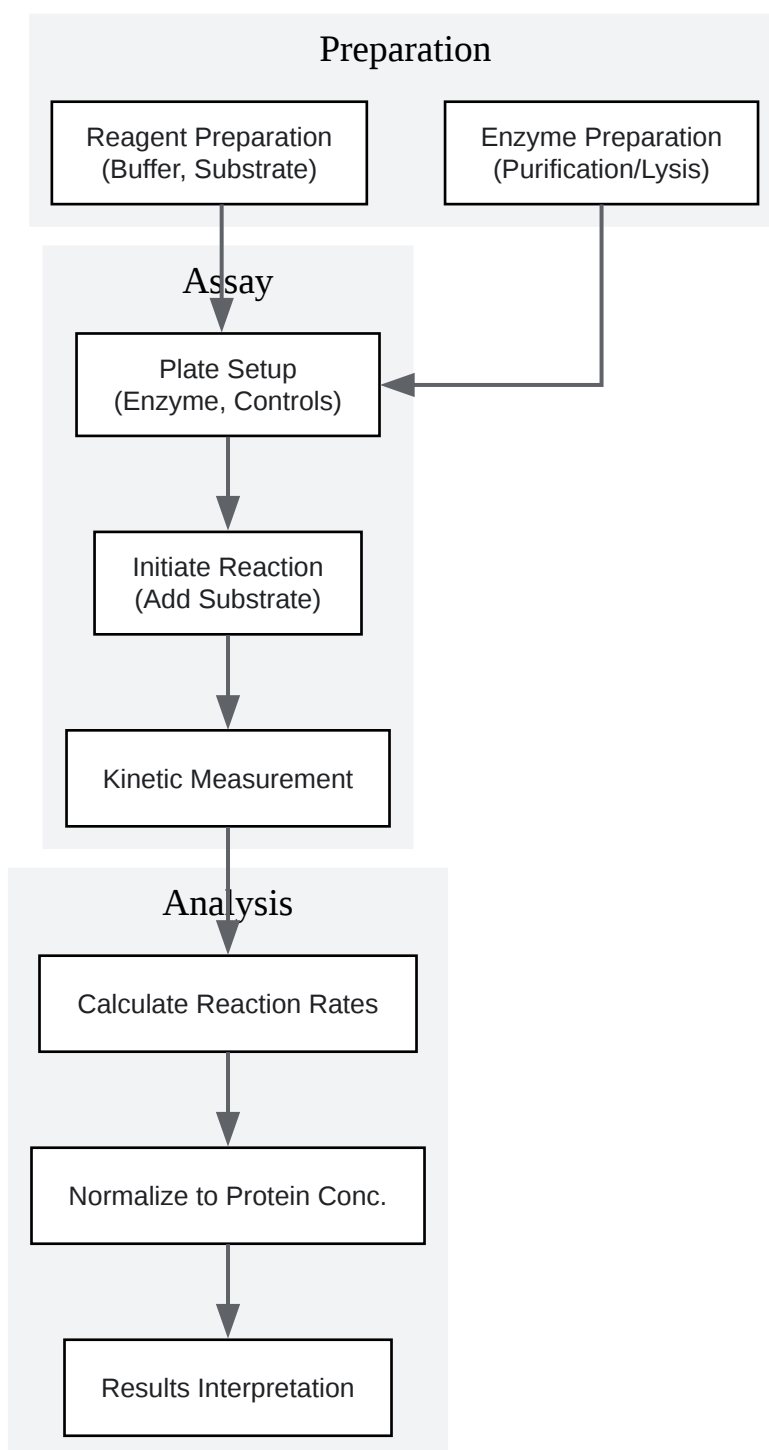 Preparation
Reagent Preparation
(Buffer, Substrate)
Enzyme Preparation
(Purification/Lysis)
Assay
Plate Setup
(Enzyme, Controls)
Initiate Reaction
(Add Substrate)
Kinetic Measurement
Analysis
Calculate Reaction Rates
Normalize to Protein Conc.
Results Interpretation